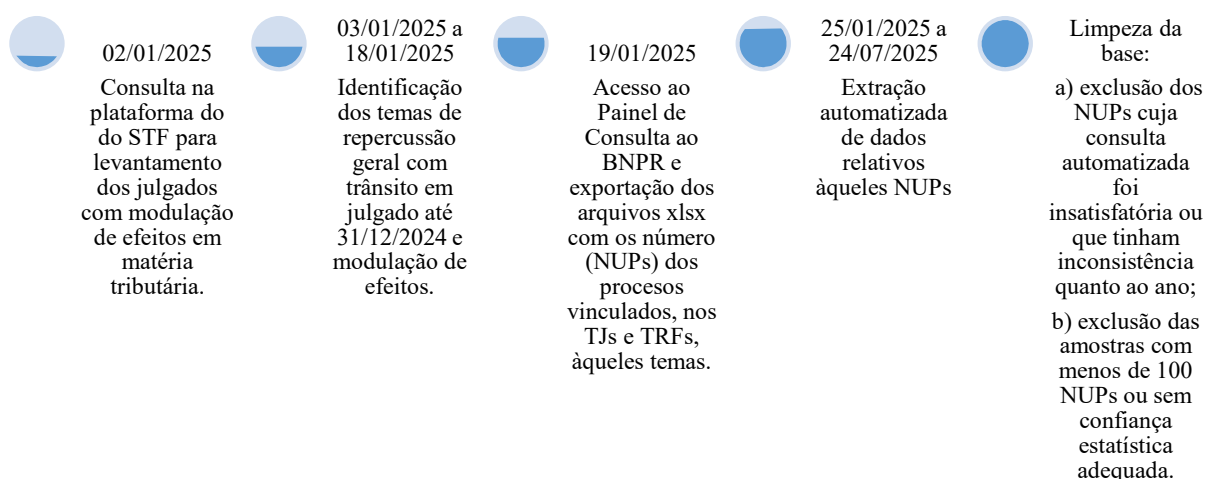 02/01/2025
Consulta na
plataforma do
do STF para
levantamento
dos julgados
com modulação
de efeitos em
matéria
tributária.
03/01/2025 a
18/01/2025
Identificação
dos temas de
repercussão
geral com
trânsito em
julgado até
31/12/2024 e
modulação de
efeitos.
19/01/2025
Acesso ao
Painel de
Consulta ao
BNPR e
exportação dos
arquivos xlsx
com os número
(NUPs) dos
procesos
vinculados, nos
TJs e TRFs,
àqueles temas.
25/01/2025 a
24/07/2025
Extração
automatizada
de dados
relativos
àqueles NUPs
Limpeza da
base:
a) exclusão dos
NUPs cuja
consulta
automatizada
foi
insatisfatória ou
que tinham
inconsistência
quanto ao ano;
b) exclusão das
amostras com
menos de 100
NUPs ou sem
confiança
estatística
adequada.